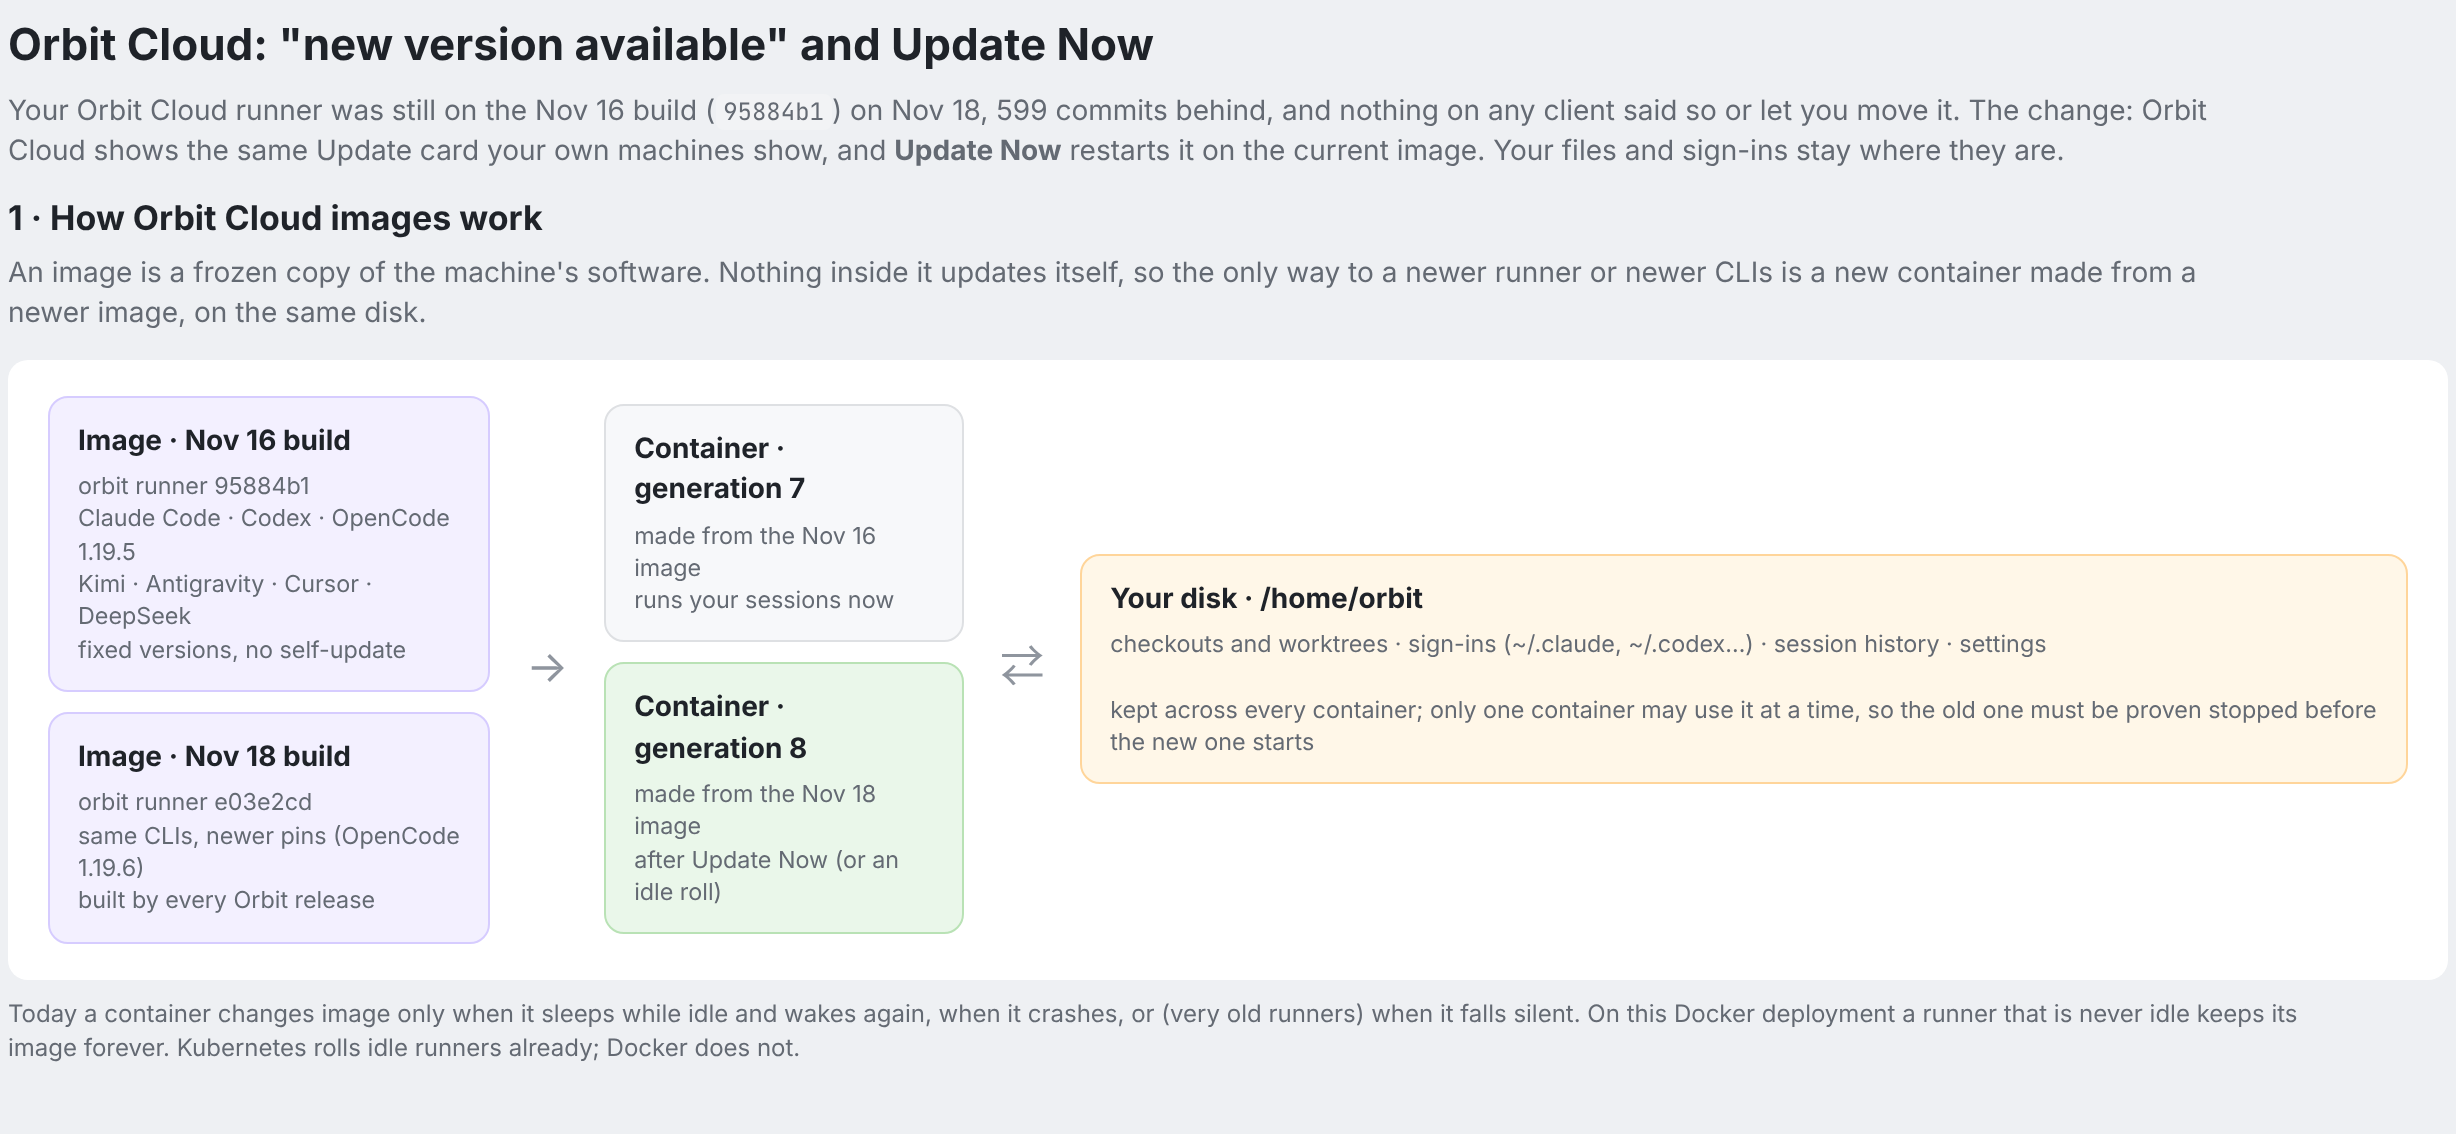 Orbit Cloud: "new version available" and Update Now
Your Orbit Cloud runner was still on the Nov 16 build ( 95884b1 ) on Nov 18, 599 commits behind, and nothing on any client said so or let you move it. The change: Orbit
Cloud shows the same Update card your own machines show, and Update Now restarts it on the current image. Your files and sign-ins stay where they are.
1 · How Orbit Cloud images work
An image is a frozen copy of the machine's software. Nothing inside it updates itself, so the only way to a newer runner or newer CLIs is a new container made from a
newer image, on the same disk.
Image · Nov 16 build
orbit runner 95884b1
Claude Code · Codex · OpenCode
1.19.5
Kimi · Antigravity · Cursor ·
DeepSeek
fixed versions, no self-update
Image · Nov 18 build
orbit runner e03e2cd
same CLIs, newer pins (OpenCode
1.19.6)
built by every Orbit release
→
Container ·
generation 7
made from the Nov 16
image
runs your sessions now
Container ·
generation 8
made from the Nov 18
image
after Update Now (or an
idle roll)
⇄
Your disk · /home/orbit
checkouts and worktrees · sign-ins (~/.claude, ~/.codex…) · session history · settings
kept across every container; only one container may use it at a time, so the old one must be proven stopped before
the new one starts
Today a container changes image only when it sleeps while idle and wakes again, when it crashes, or (very old runners) when it falls silent. On this Docker deployment a runner that is never idle keeps its
image forever. Kubernetes rolls idle runners already; Docker does not.